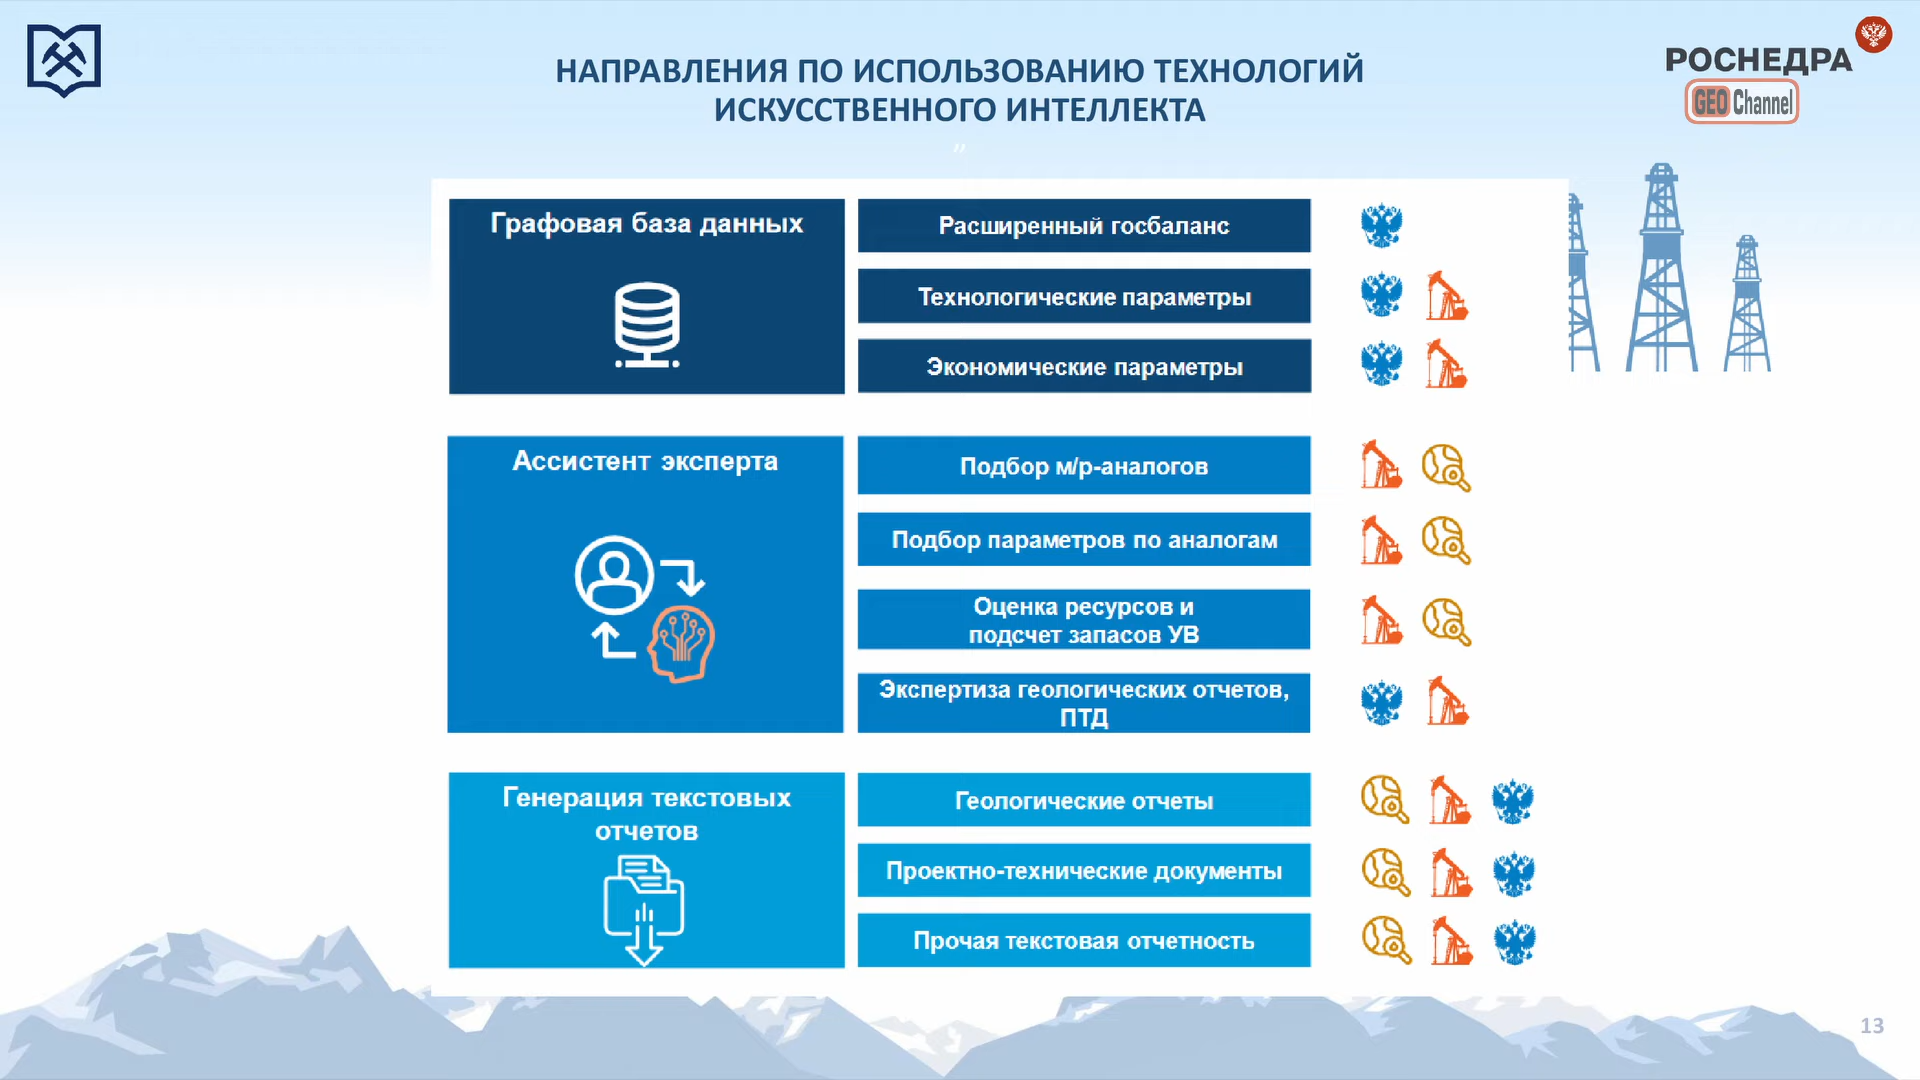 НАПРАВЛЕНИЯ ПО ИСПОЛЬЗОВАНИЮ ТЕХНОЛОГИЙ
ИСКУССТВЕННОГО ИНТЕЛЛЕКТА
РОСНЕДРА
GEO Channel
”
Графовая база данных
Расширенный госбаланс
Технологические параметры
Экономические параметры
Ассистент эксперта
Подбор м/р-аналогов
Подбор параметров по аналогам
Оценка ресурсов и
подсчет запасов УВ
Экспертиза геологических отчетов,
ПТД
Генерация текстовых
отчетов
Геологические отчеты
Проектно-технические документы
Прочая текстовая отчетность
13